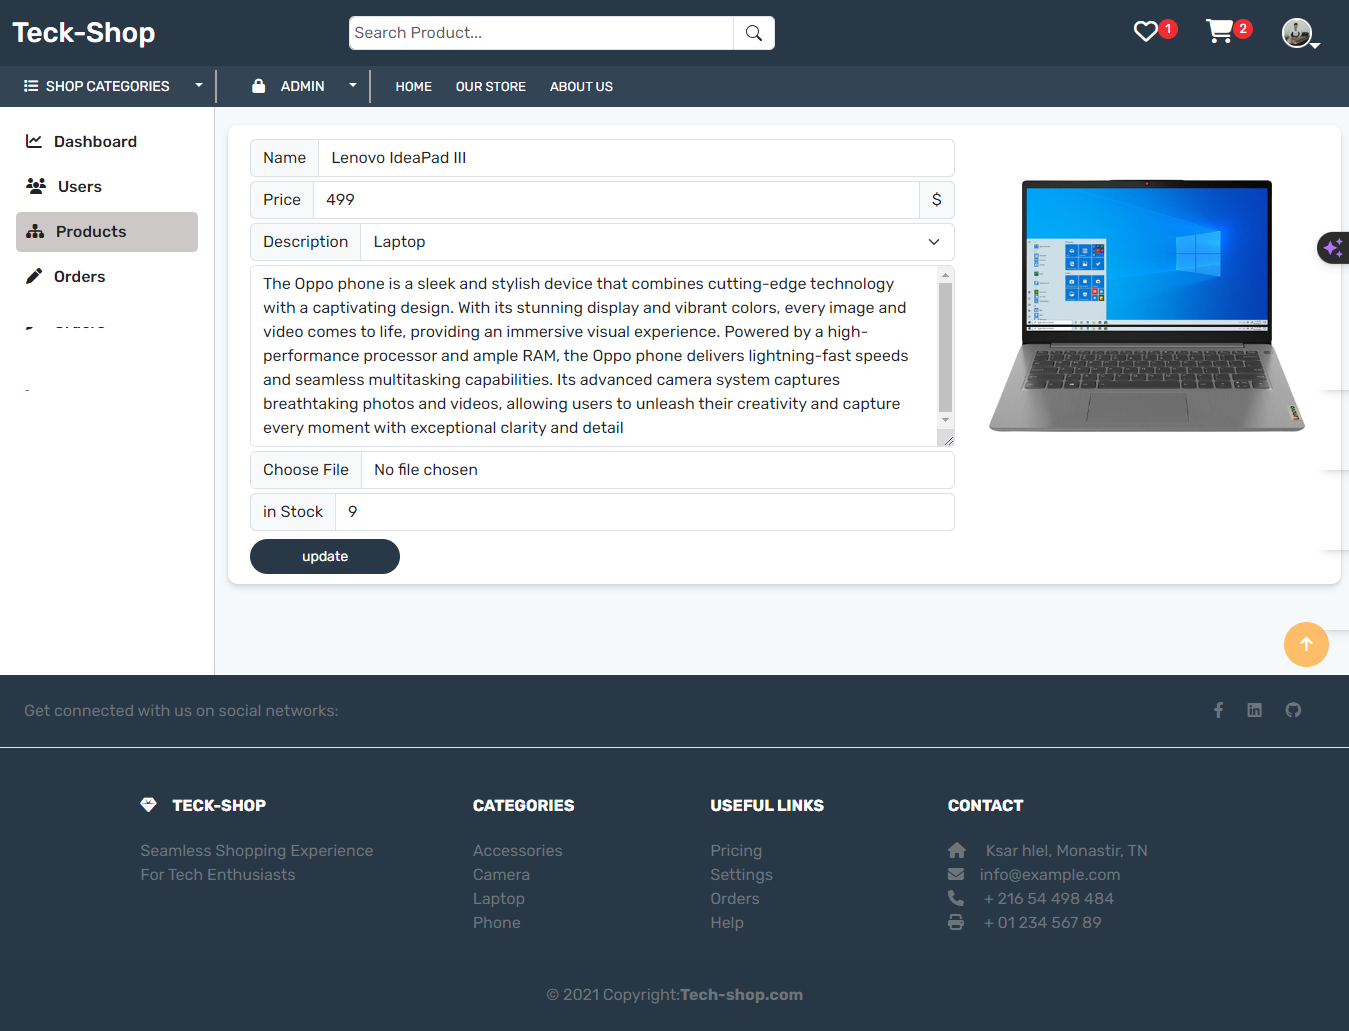 Teck-Shop
Search Product...
1
2
SHOP CATEGORIES
ADMIN
HOME
OUR STORE
ABOUT US
Dashboard
Users
Products
Orders
Name
Lenovo IdeaPad III
Price
499
$
Description
Laptop
The Oppo phone is a sleek and stylish device that combines cutting-edge technology
with a captivating design. With its stunning display and vibrant colors, every image and
video comes to life, providing an immersive visual experience. Powered by a high-
performance processor and ample RAM, the Oppo phone delivers lightning-fast speeds
and seamless multitasking capabilities. Its advanced camera system captures
breathtaking photos and videos, allowing users to unleash their creativity and capture
every moment with exceptional clarity and detail
Choose File
No file chosen
in Stock
9
update
Get connected with us on social networks:
TECK-SHOP
Seamless Shopping Experience
For Tech Enthusiasts
CATEGORIES
Accessories
Camera
Laptop
Phone
USEFUL LINKS
Pricing
Settings
Orders
Help
CONTACT
Ksar hlel, Monastir, TN
info@example.com
+ 216 54 498 484
+ 01 234 567 89
© 2021 Copyright:Tech-shop.com